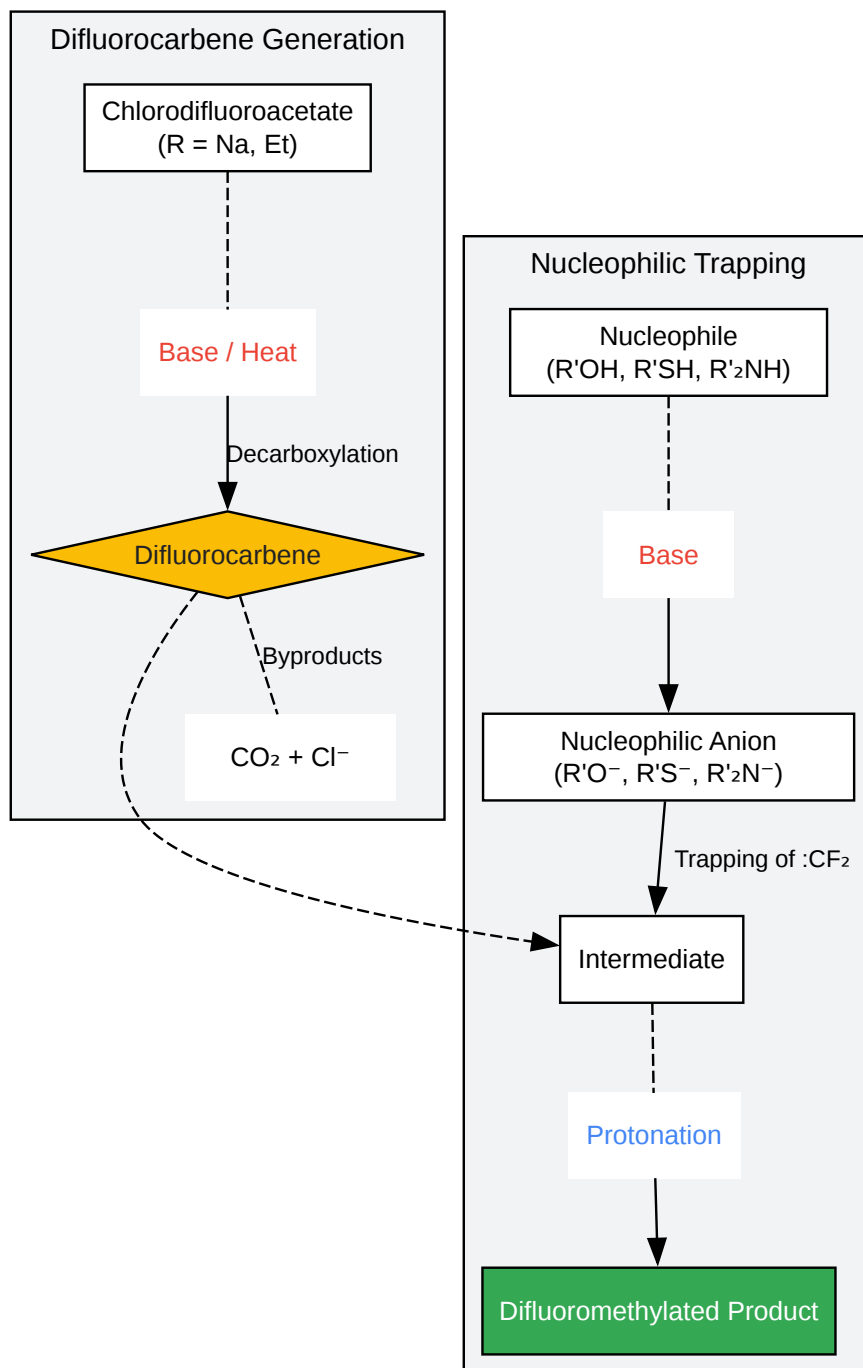 Difluorocarbene Generation
Chlorodifluoroacetate
(R = Na, Et)
Base / Heat
Decarboxylation
Difluorocarbene
Byproducts
CO₂ + Cl⁻
Nucleophilic Trapping
Nucleophile
(R'OH, R'SH, R'₂NH)
Base
Nucleophilic Anion
(R'O⁻, R'S⁻, R'₂N⁻)
Trapping of :CF₂
Intermediate
Protonation
Difluoromethylated Product